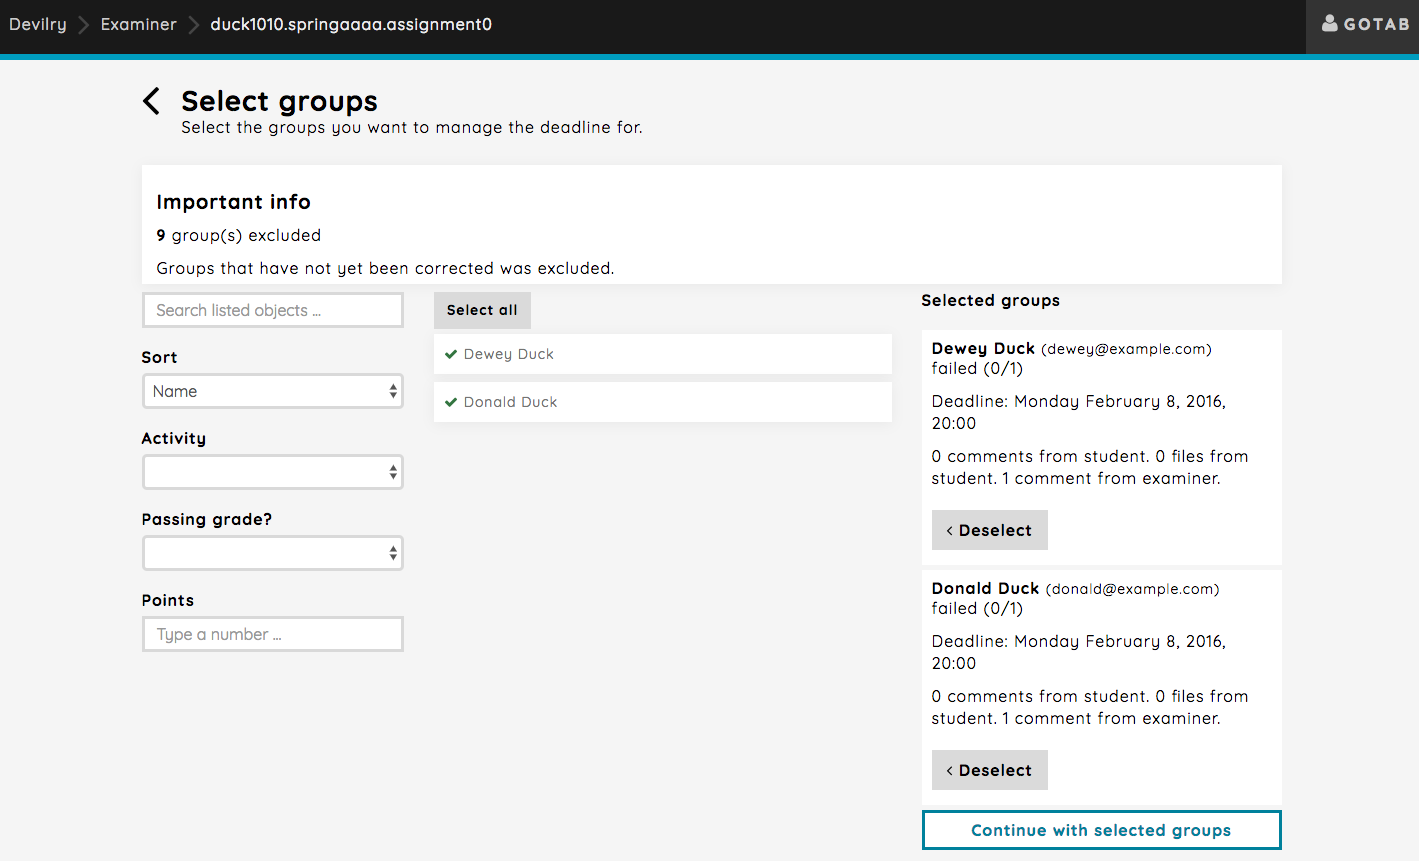 Devilry Examiner duck1010.springaaaa.assignment0 GOTAB
Select groups
Select the groups you want to manage the deadline for.
Important info
9 group(s) excluded
Groups that have not yet been corrected was excluded.
Search listed objects ...
Sort
Name
Activity
Passing grade?
Points
Type a number ...
Select all
Dewey Duck
Donald Duck
Selected groups
Dewey Duck (dewey@example.com)
failed (0/1)
Deadline: Monday February 8, 2016,
20:00
0 comments from student. 0 files from
student. 1 comment from examiner.
‹ Deselect
Donald Duck (donald@example.com)
failed (0/1)
Deadline: Monday February 8, 2016,
20:00
0 comments from student. 0 files from
student. 1 comment from examiner.
‹ Deselect
Continue with selected groups